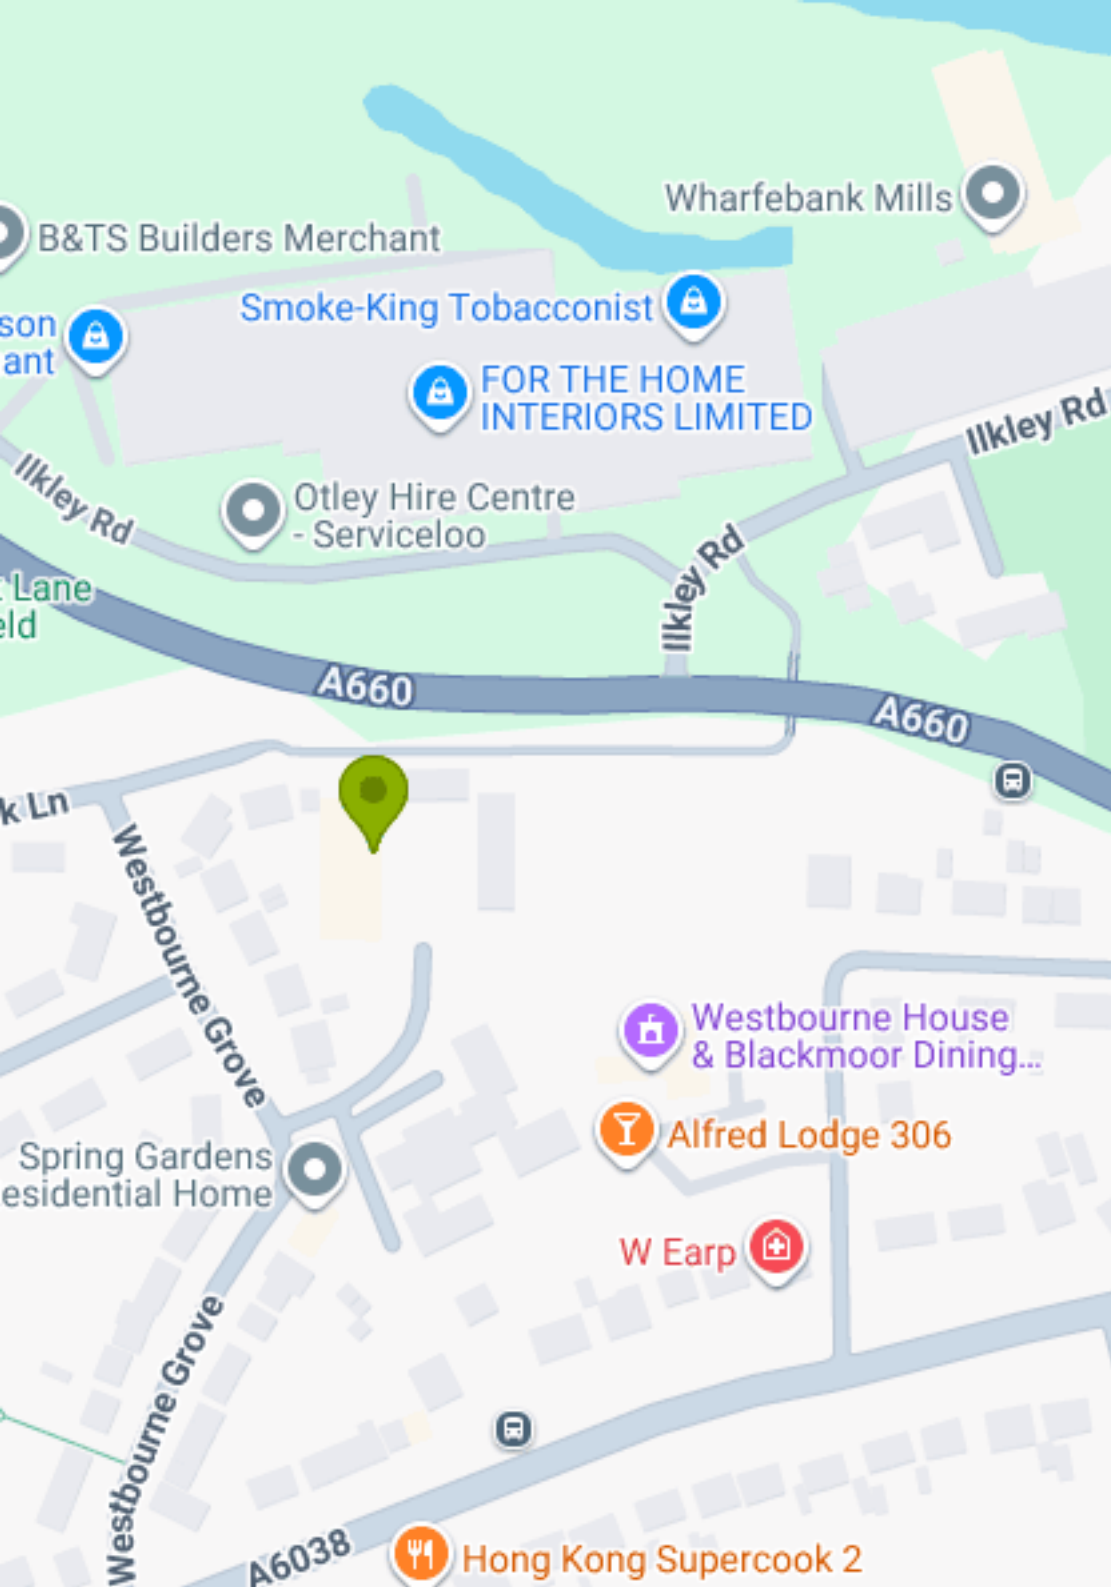 Wharfebank Mills
B&TS Builders Merchant
Smoke-King Tobacconist
son
ant
FOR THE HOME
INTERIORS LIMITED
Ilkley Rd
Ilkley Rd
Otley Hire Centre
- Serviceloo
Ilkley Rd
Lane
eld
A660
A660
k Ln
Westbourne Grove
Westbourne House
& Blackmoor Dining...
Alfred Lodge 306
Spring Gardens
esidential Home
W Earp
Westbourne Grove
A6038
Hong Kong Supercook 2